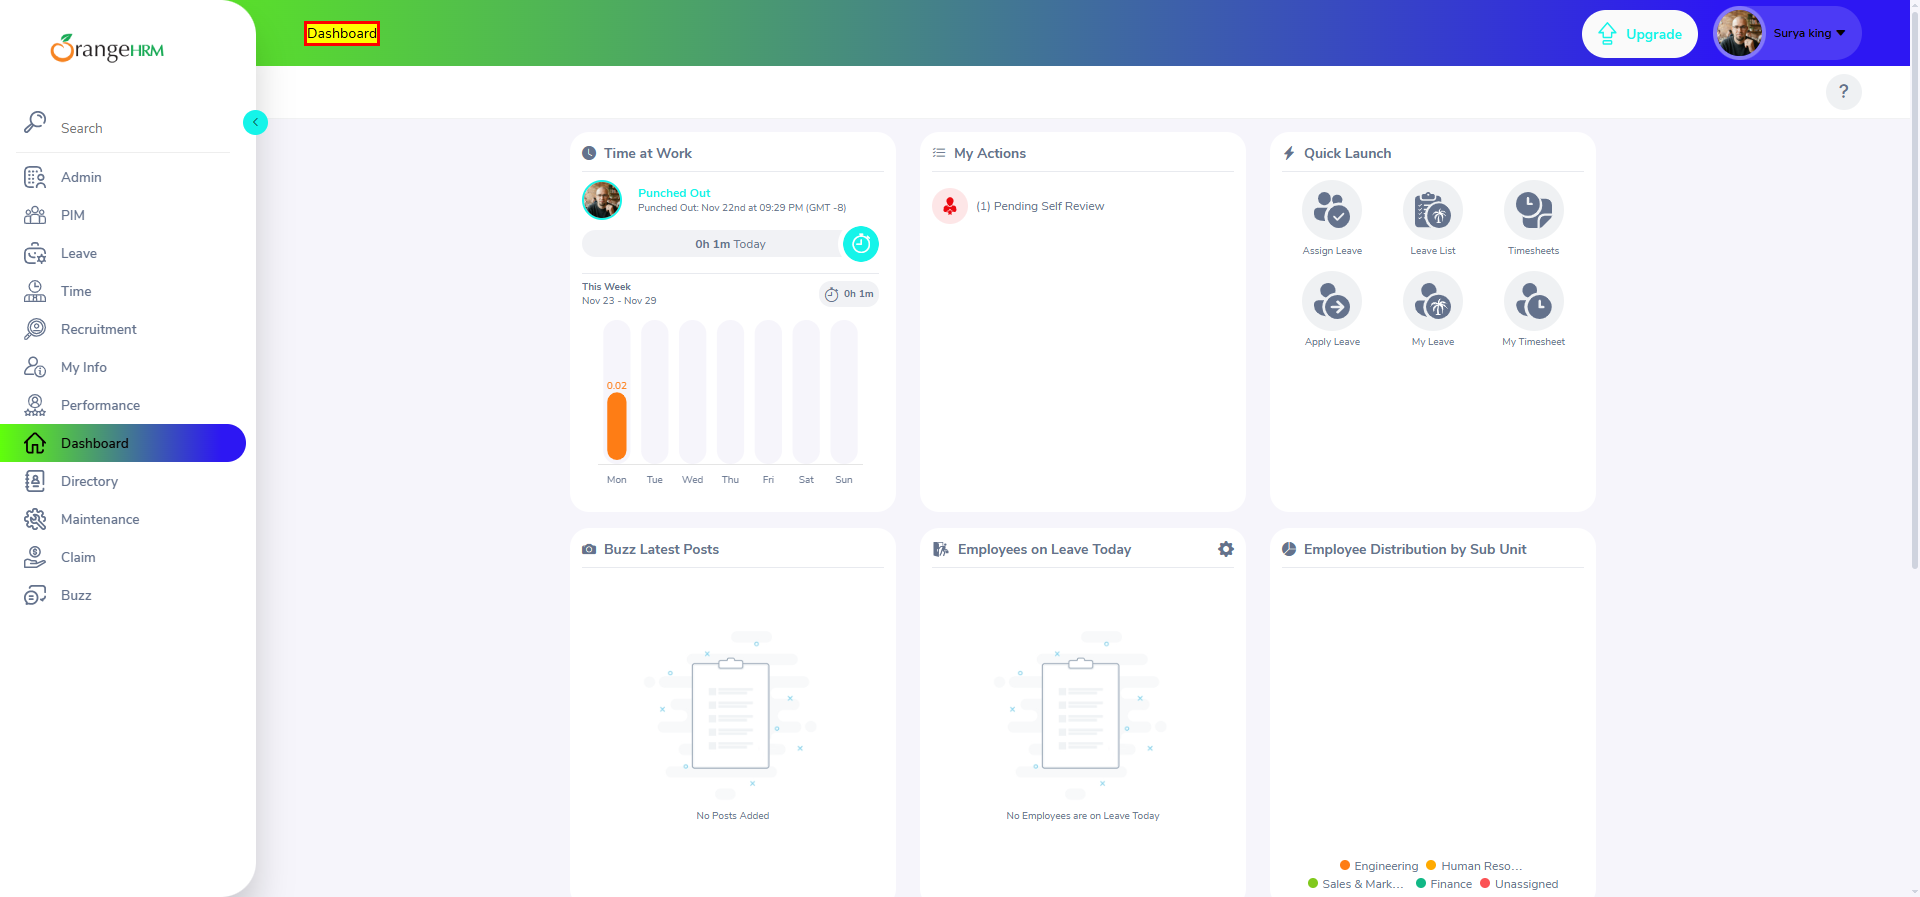 OrangeHRM
Dashboard
Upgrade
Surya king
?
Search
Admin
PIM
Leave
Time
Recruitment
My Info
Performance
Dashboard
Directory
Maintenance
Claim
Buzz
Time at Work
Punched Out
Punched Out: Nov 22nd at 09:29 PM (GMT -8)
0h 1m Today
This Week
Nov 23 - Nov 29
0h 1m
0.02
Mon Tue Wed Thu Fri Sat Sun
My Actions
(1) Pending Self Review
Quick Launch
Assign Leave Leave List Timesheets
Apply Leave My Leave My Timesheet
Buzz Latest Posts
No Posts Added
Employees on Leave Today
No Employees are on Leave Today
Employee Distribution by Sub Unit
Engineering Human Reso...
Sales & Mark... Finance Unassigned